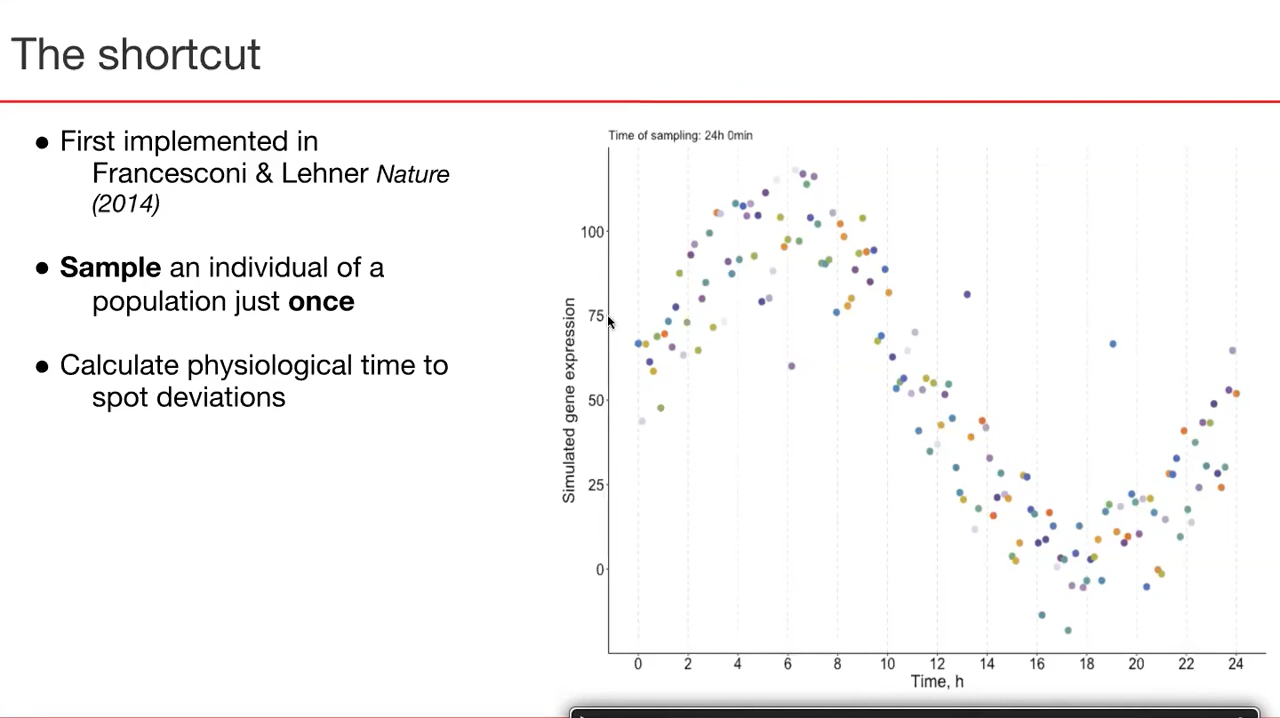 The shortcut
● First implemented in
Francesconi & Lehner Nature
(2014)
● Sample an individual of a
population just once
● Calculate physiological time to
spot deviations
Time of sampling: 24h 0min
Simulated gene expression
100
75
50
25
0
0 2 4 6 8 10 12 14 16 18 20 22 24
Time, h